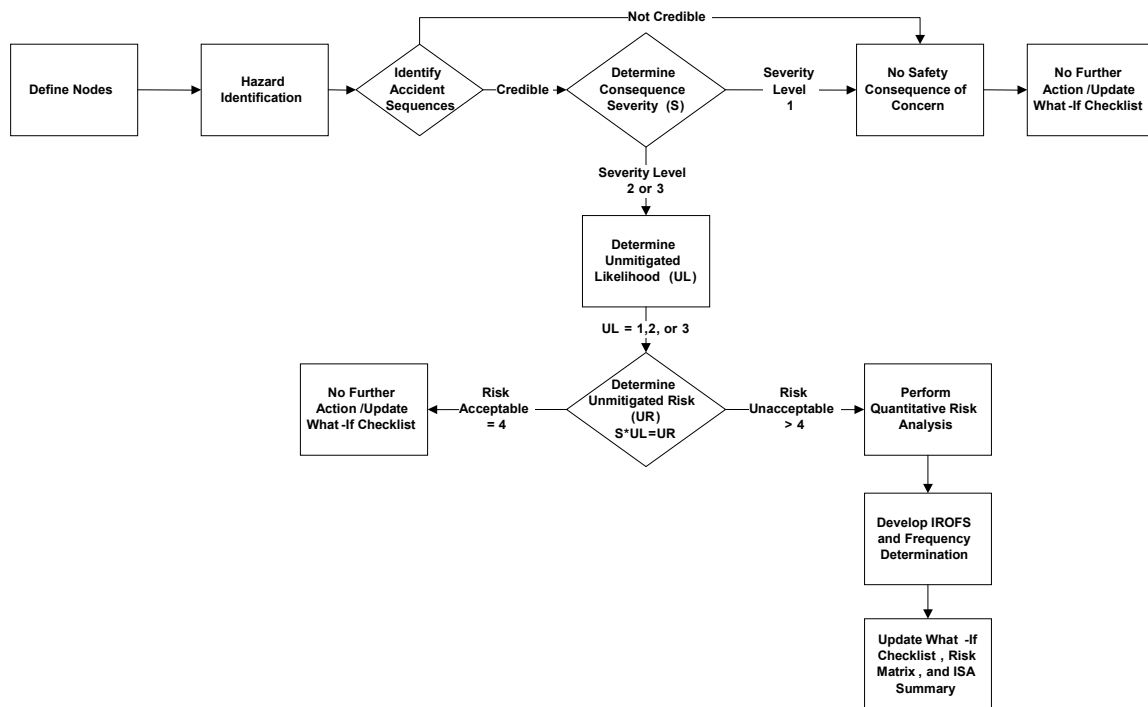 Not Credible
Define Nodes
Hazard
Identification
Identify
Accident
Sequences
Credible
Determine
Consequence
Severity (S)
Severity
Level
1
No Safety
Consequence of
Concern
No Further
Action /Update
What -If Checklist
Severity Level
2 or 3
Determine
Unmitigated
Likelihood (UL)
UL = 1,2, or 3
No Further
Action /Update
What -If Checklist
Risk
Acceptable
= 4
Determine
Unmitigated Risk
(UR)
S*UL=UR
Risk
Unacceptable
> 4
Perform
Quantitative Risk
Analysis
Develop IROFS
and Frequency
Determination
Update What -If
Checklist , Risk
Matrix , and ISA
Summary